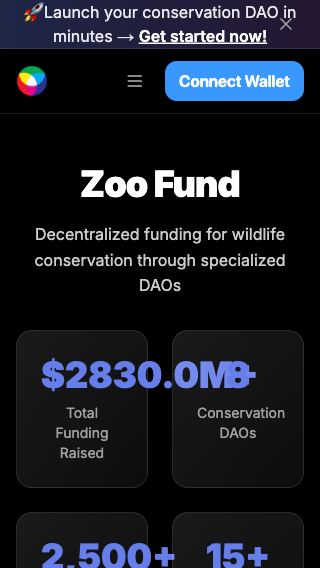 🚀Launch your conservation DAO in
minutes → Get started now!
Connect Wallet
Zoo Fund
Decentralized funding for wildlife
conservation through specialized
DAOs
$2830.0M
Total
Funding
Raised
Conservation
DAOs
2,500+
15+